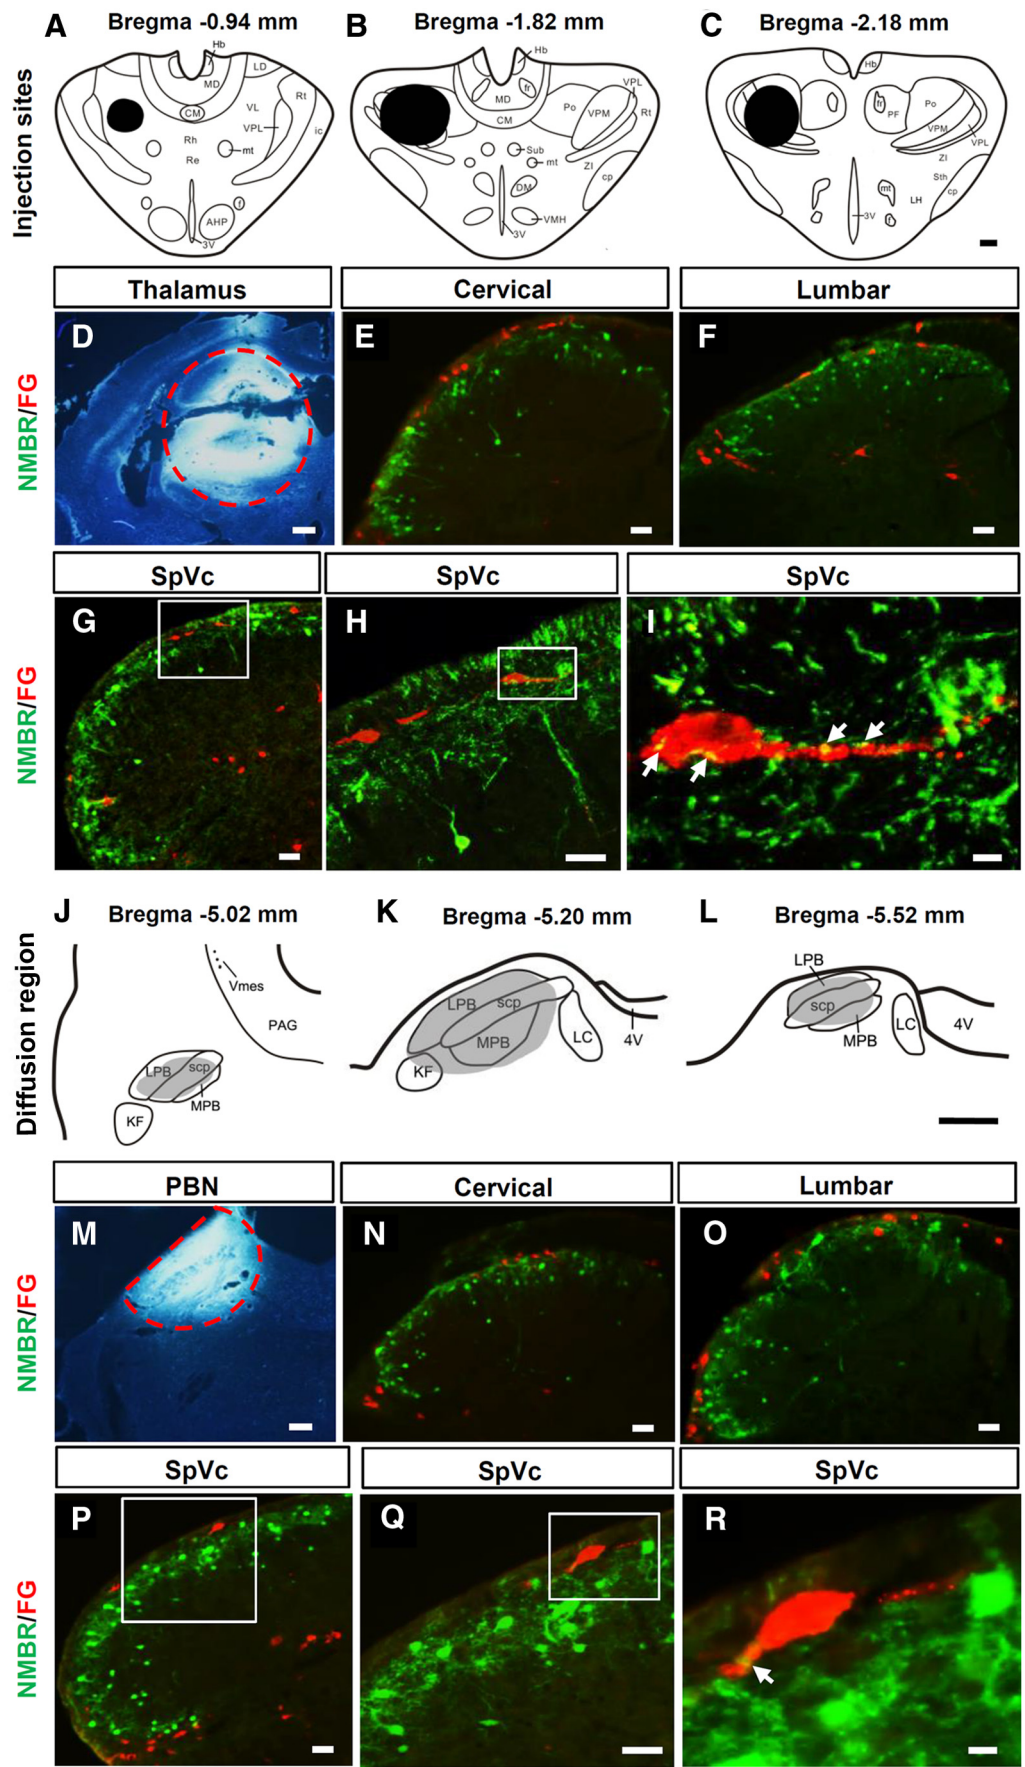 A Bregma -0.94 mm
B Bregma -1.82 mm
C Bregma -2.18 mm
Injection sites
Hb
LD
MD
Rt
CM
VL
VPL
ic
Rh
mt
Re
f
AHP
3V
Hb
fr
VPL
MD
Po
VPM
Rt
CM
Sub
mt
ZI
cp
DM
VMH
3V
Hb
fr
Po
PF
VPM
VPL
ZI
Sth
cp
mt
LH
3V
f
Thalamus
Cervical
Lumbar
NMBR/FG
D
E
F
SpVc
SpVc
SpVc
NMBR/FG
G
H
I
J Bregma -5.02 mm
K Bregma -5.20 mm
L Bregma -5.52 mm
Diffusion region
Vmes
PAG
LPB
scp
MPB
KF
LPB
scp
MPB
LC
4V
KF
LPB
scp
MPB
LC
4V
PBN
Cervical
Lumbar
NMBR/FG
M
N
O
SpVc
SpVc
SpVc
NMBR/FG
P
Q
R